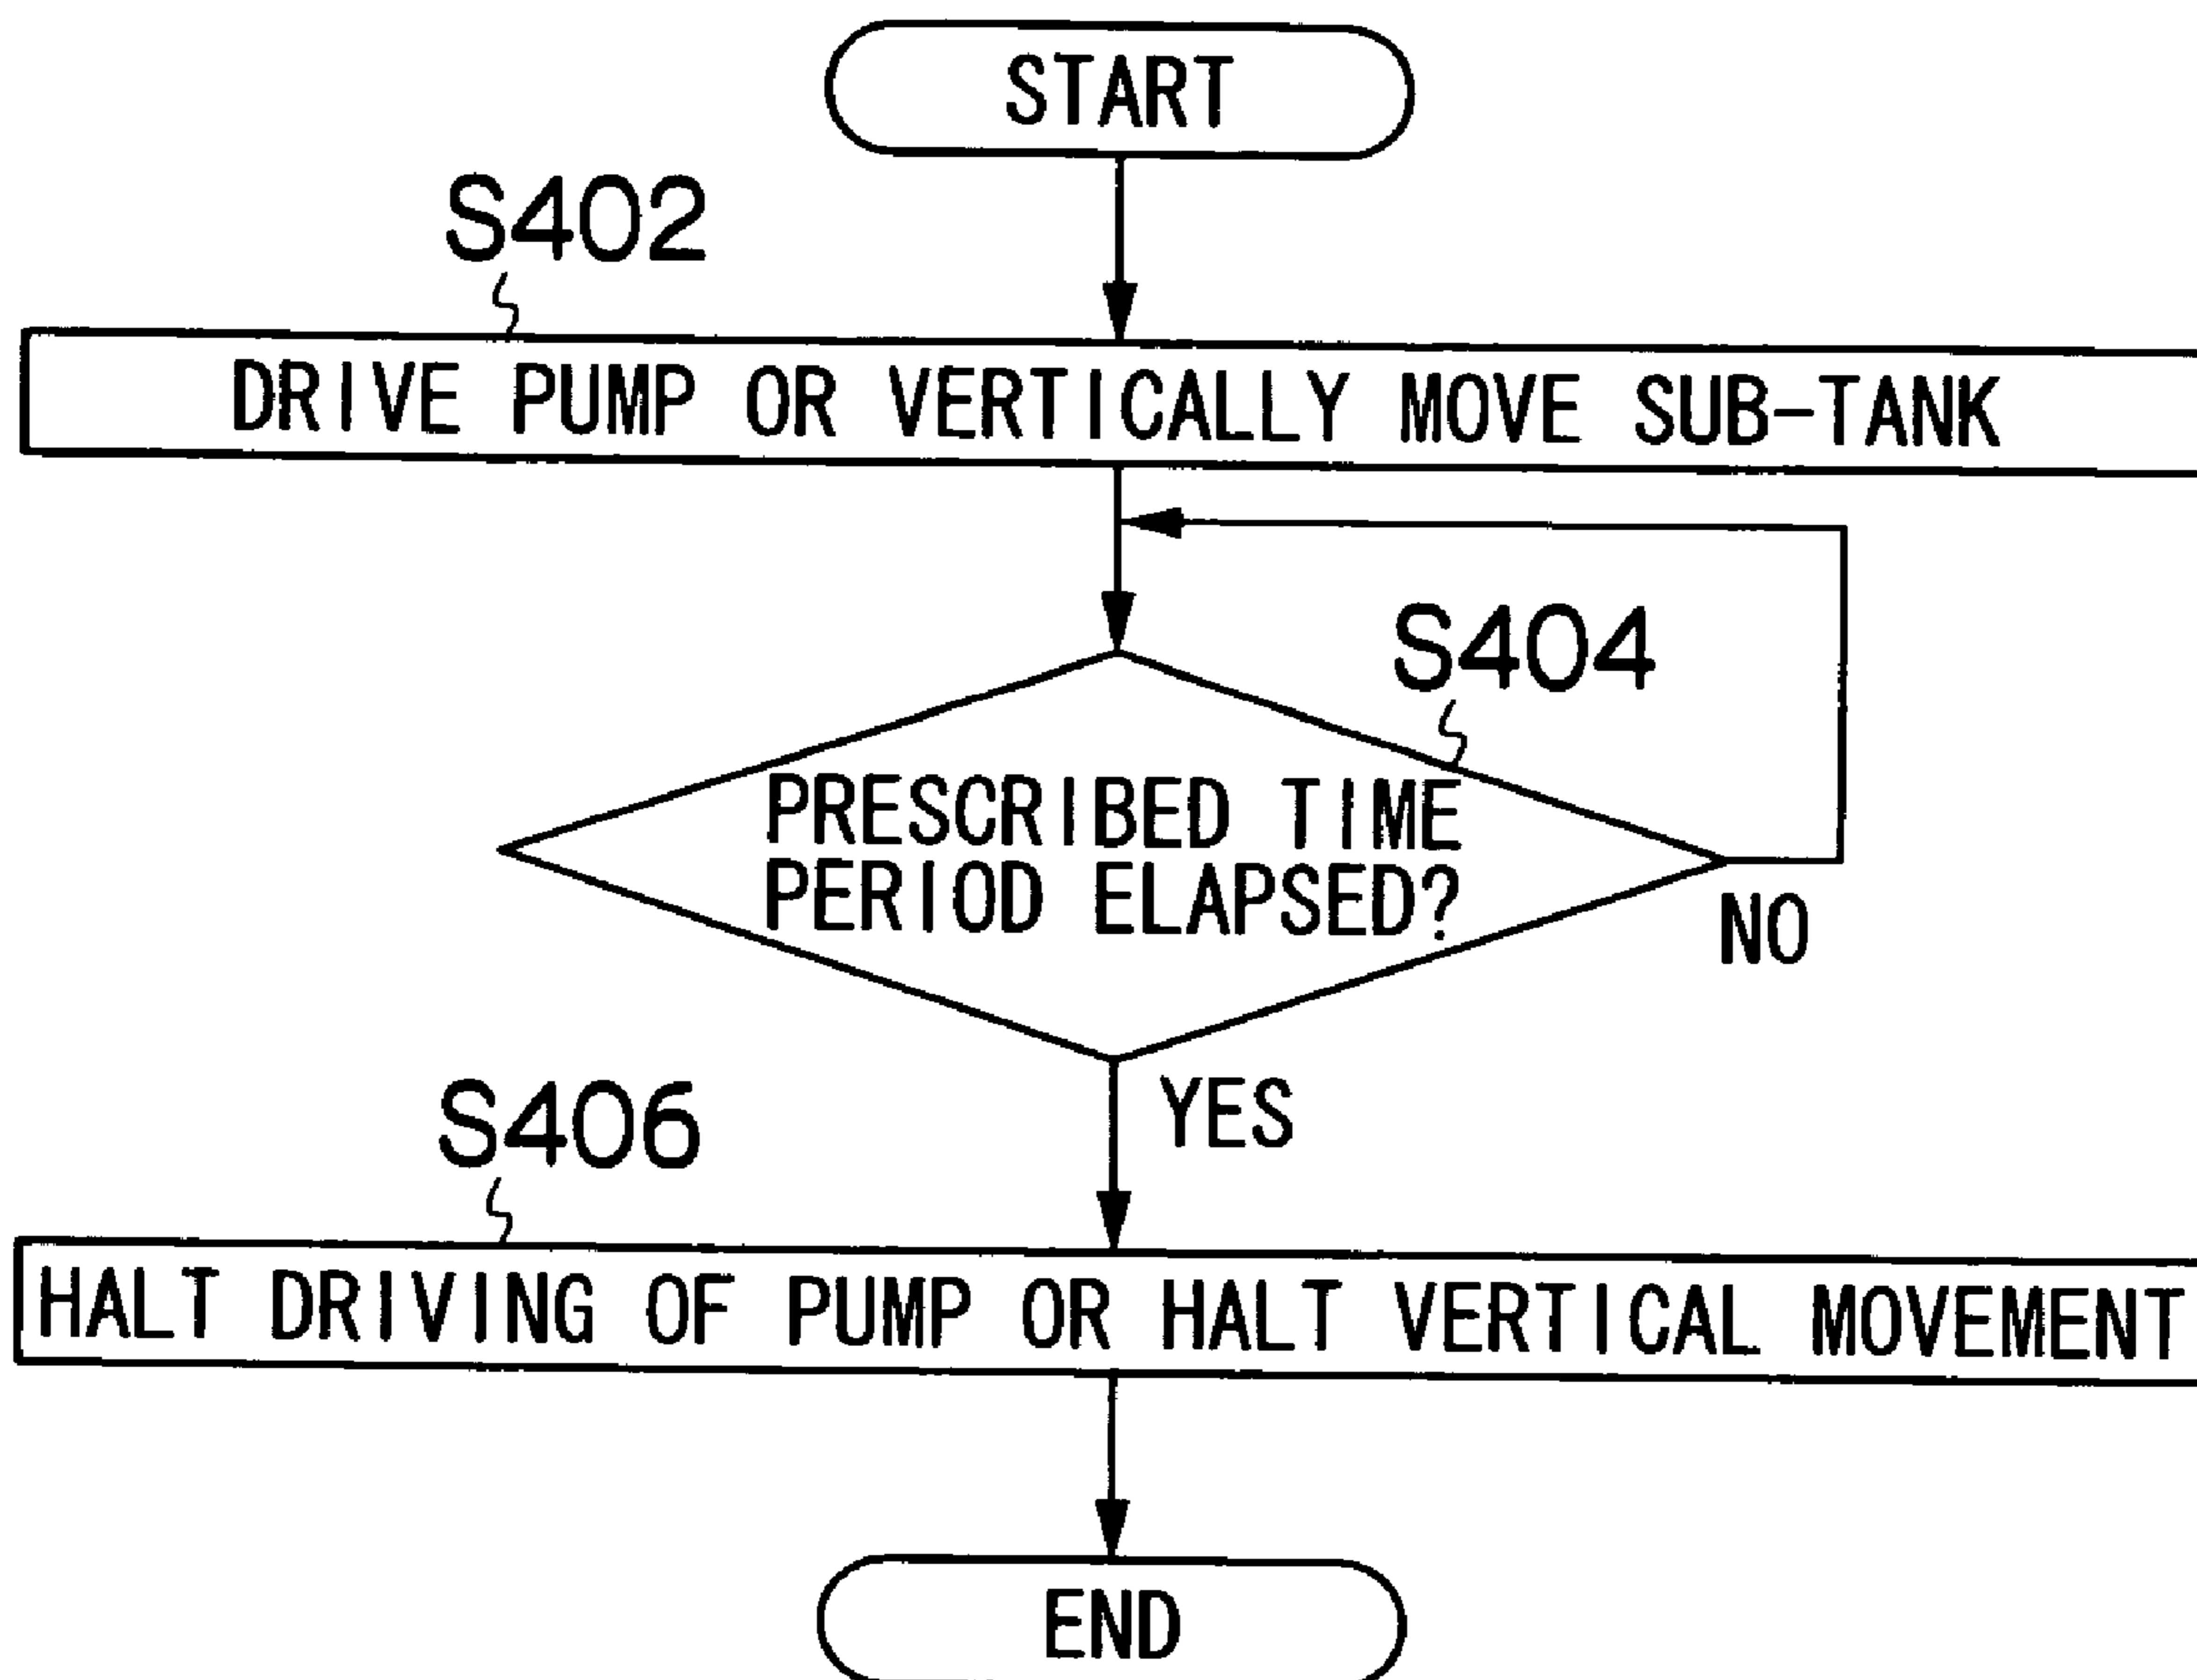 START
S402
DRIVE PUMP OR VERTICALLY MOVE SUB-TANK
S404
PRESCRIBED TIME
PERIOD ELAPSED?
NO
YES
S406
HALT DRIVING OF PUMP OR HALT VERTICAL MOVEMENT
END